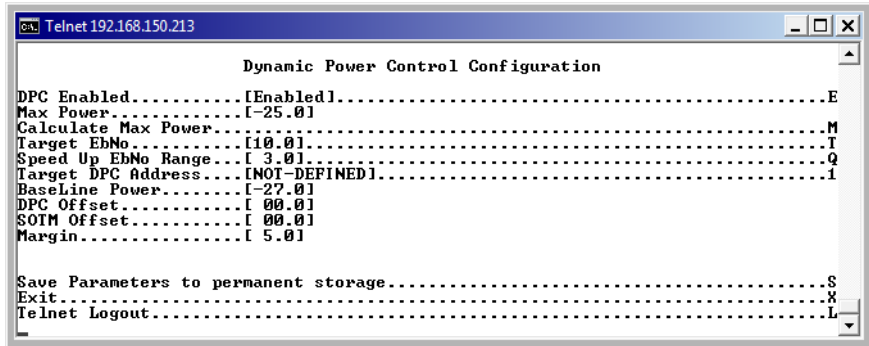 Telnet 192.168.150.213
Dynamic Power Control Configuration
DPC Enabled...........[Enabled].....................................................E
Max Power.............[-25.0]
Calculate Max Power.................................................................M
Target EbNo...........[10.0]........................................................T
Speed Up EbNo Range...[ 3.0]........................................................Q
Target DPC Address....[NOT-DEFINED].................................................1
BaseLine Power........[-27.0]
DPC Offset............[ 00.0]
SOTM Offset...........[ 00.0]
Margin................[ 5.0]
Save Parameters to permanent storage................................................S
Exit................................................................................X
Telnet Logout.......................................................................L